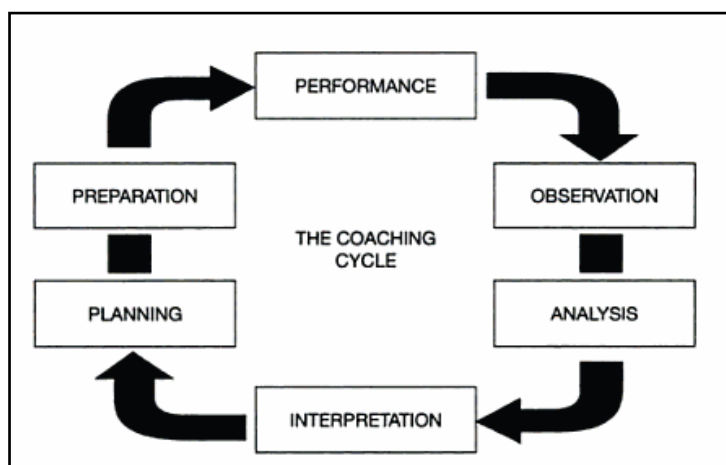 PERFORMANCE
PREPARATION
OBSERVATION
THE COACHING
CYCLE
PLANNING
ANALYSIS
INTERPRETATION